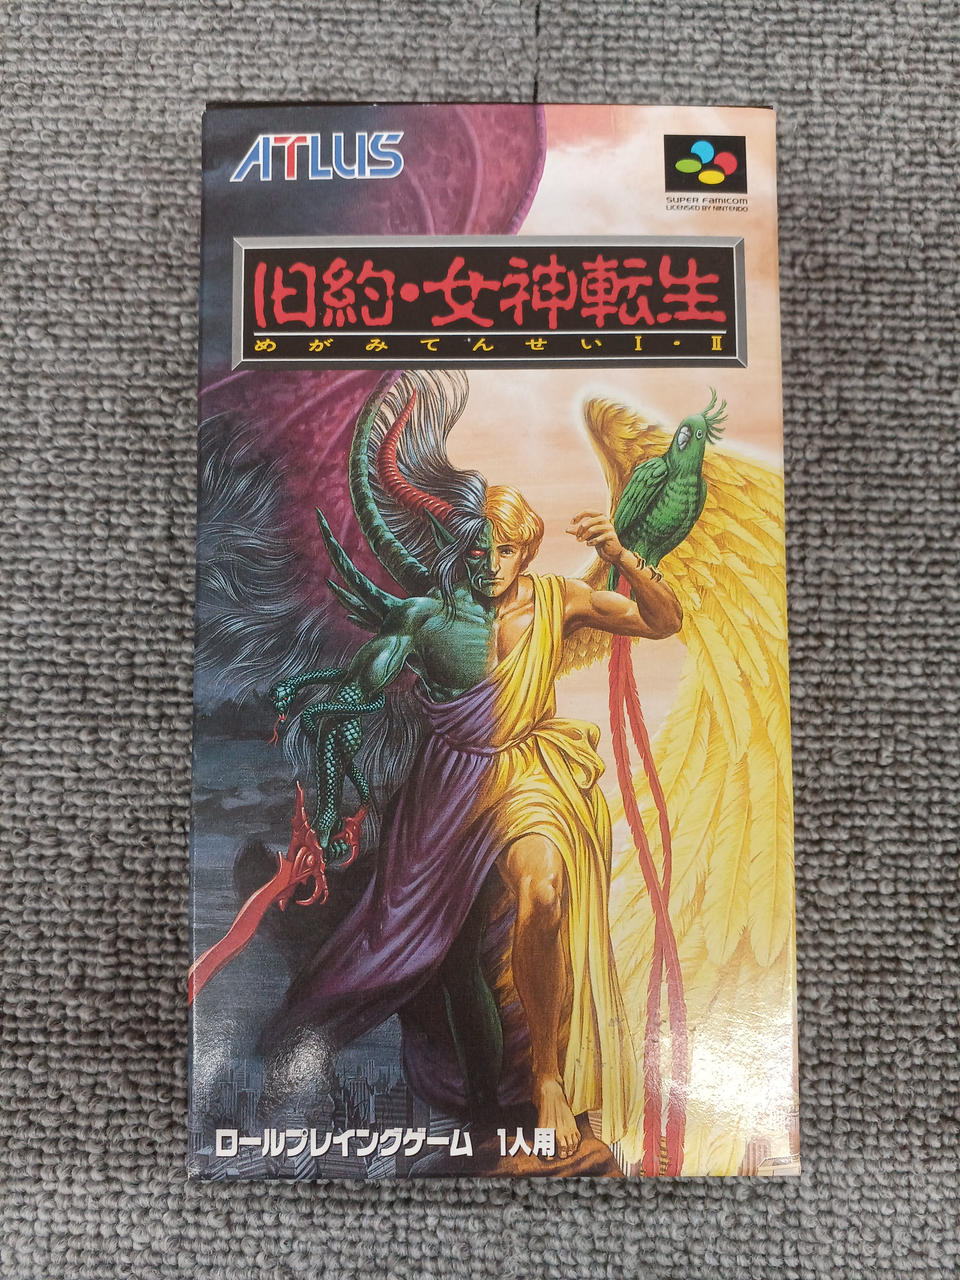 ATLUS
SUPER FAMICOM
LICENSED BY NINTENDO
旧約・女神転生
めがみてんせいⅠ・Ⅱ
ロールプレイングゲーム 1人用